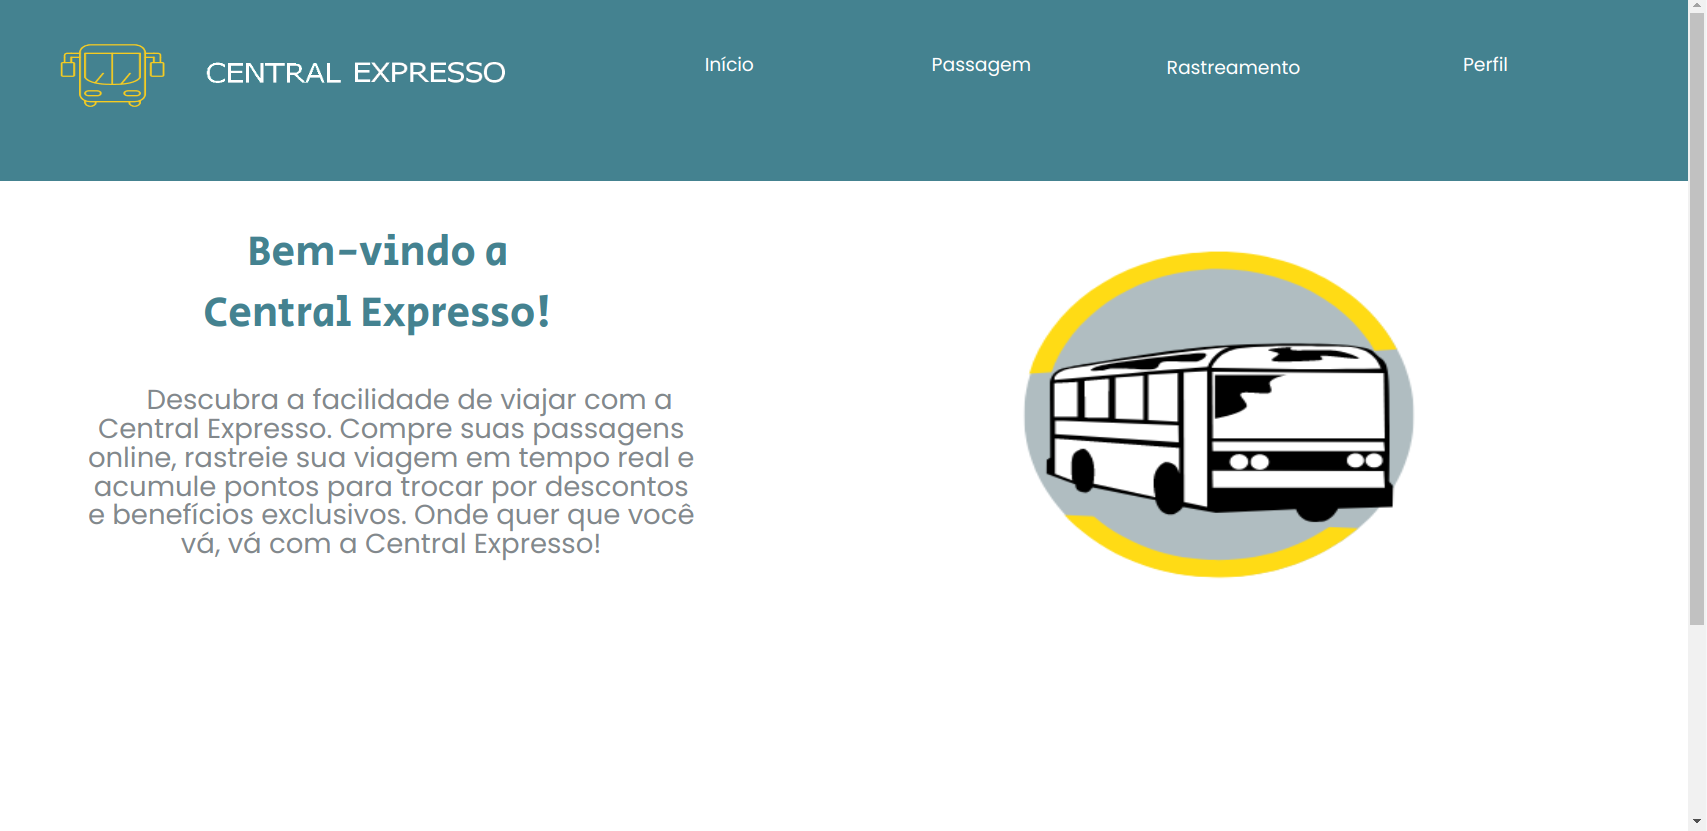 CENTRAL EXPRESSO
Início
Passagem
Rastreamento
Perfil
Bem-vindo a
Central Expresso!
Descubra a facilidade de viajar com a
Central Expresso. Compre suas passagens
online, rastreie sua viagem em tempo real e
acumule pontos para trocar por descontos
e benefícios exclusivos. Onde quer que você
vá, vá com a Central Expresso!